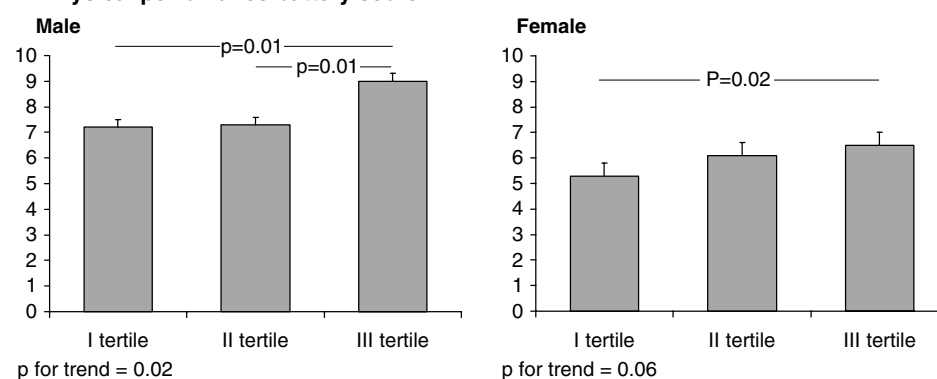 Male
p=0.01
p=0.01
10
9
8
7
6
5
4
3
2
1
0
I tertile II tertile III tertile
p for trend = 0.02
Female
P=0.02
10
9
8
7
6
5
4
3
2
1
0
I tertile II tertile III tertile
p for trend = 0.06